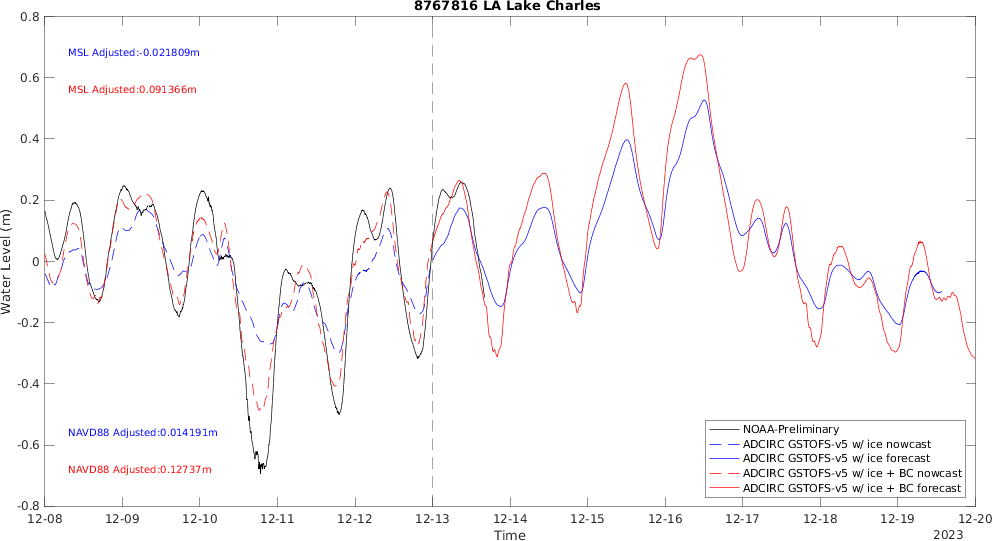 8767816 LA Lake Charles
MSL Adjusted:-0.021809m
MSL Adjusted:0.091366m
NAVD88 Adjusted:0.014191m
NAVD88 Adjusted:0.12737m
Water Level (m)
0.8
0.6
0.4
0.2
0
-0.2
-0.4
-0.6
-0.8
NOAA-Preliminary
ADCIRC GSTOFS-v5 w/ ice nowcast
ADCIRC GSTOFS-v5 w/ ice forecast
ADCIRC GSTOFS-v5 w/ ice + BC nowcast
ADCIRC GSTOFS-v5 w/ ice + BC forecast
12-08 12-09 12-10 12-11 12-12 12-13 12-14 12-15 12-16 12-17 12-18 12-19 12-20
Time
2023